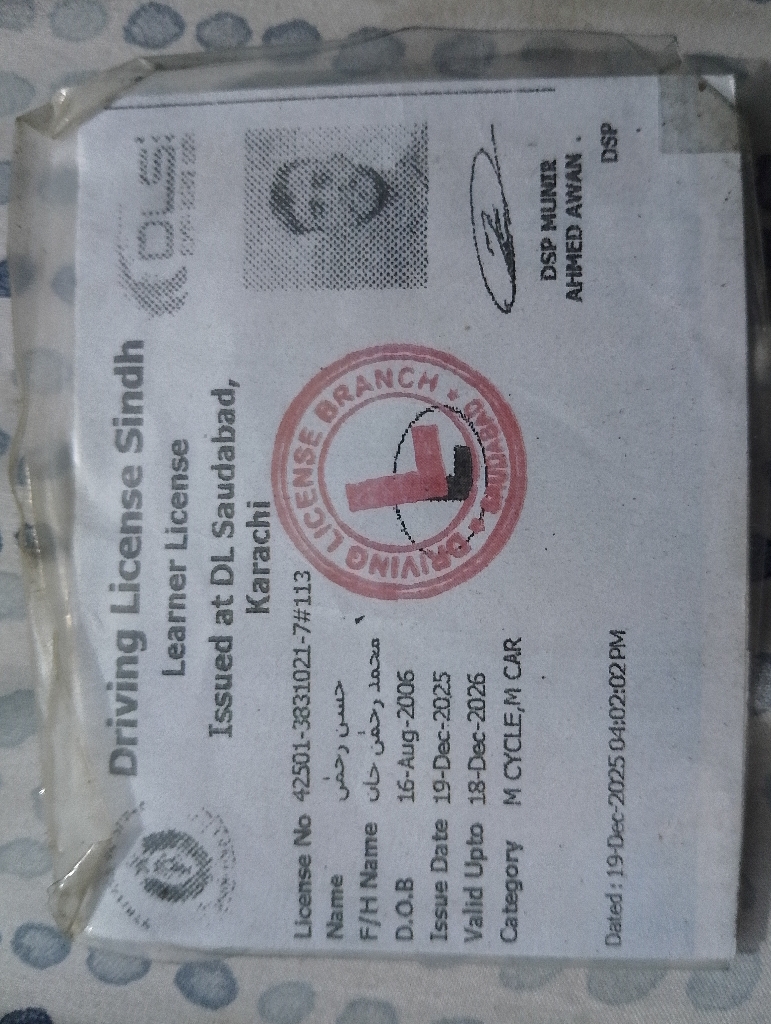 Driving License Sindh
Learner License
Issued at DL Saudabad,
Karachi
DLS
License No 42501-3831021-7#113
Name حسن رحمٰن
F/H Name محمد رحمٰن خان
D.O.B 16-Aug-2006
Issue Date 19-Dec-2025
Valid Upto 18-Dec-2026
Category M CYCLE,M CAR
DRIVING LICENSE BRANCH
L
DSP MUNIR
AHMED AWAN .
DSP
Dated : 19-Dec-2025 04:02:02 PM